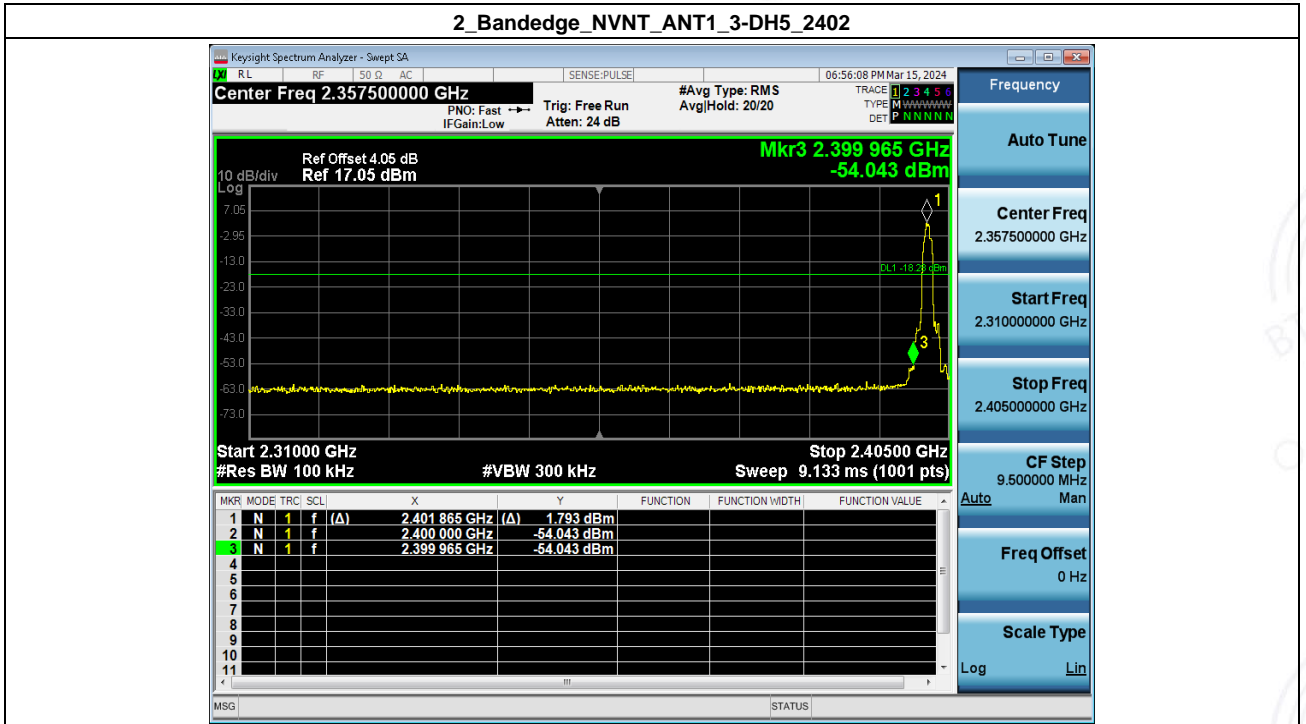 2_Bandedge_NVNT_ANT1_3-DH5_2402
Keysight Spectrum Analyzer - Swept SA
LXI RL RF 50 Ω AC SENSE:PULSE 06:56:08 PM Mar 15, 2024
Center Freq 2.357500000 GHz #Avg Type: RMS TRACE 1 2 3 4 5 6
PNO: Fast Trig: Free Run Avg|Hold: 20/20 TYPE M WWWWW
IFGain:Low Atten: 24 dB DET P N N N N N
Mkr3 2.399 965 GHz
-54.043 dBm
Ref Offset 4.05 dB
10 dB/div Ref 17.05 dBm
Log
1
7.05
-2.95
-13.0
DL1 -18.28 dBm
-23.0
-33.0
-43.0
3
-53.0
-63.0
-73.0
Start 2.31000 GHz Stop 2.40500 GHz
#Res BW 100 kHz #VBW 300 kHz Sweep 9.133 ms (1001 pts)
MKR MODE TRC SCL X Y FUNCTION FUNCTION WIDTH FUNCTION VALUE
1 N 1 f (Δ) 2.401 865 GHz (Δ) 1.793 dBm
2 N 1 f 2.400 000 GHz -54.043 dBm
3 N 1 f 2.399 965 GHz -54.043 dBm
4
5
6
7
8
9
10
11
MSG STATUS
Frequency
Auto Tune
Center Freq
2.357500000 GHz
Start Freq
2.310000000 GHz
Stop Freq
2.405000000 GHz
CF Step
9.500000 MHz
Auto Man
Freq Offset
0 Hz
Scale Type
Log Lin